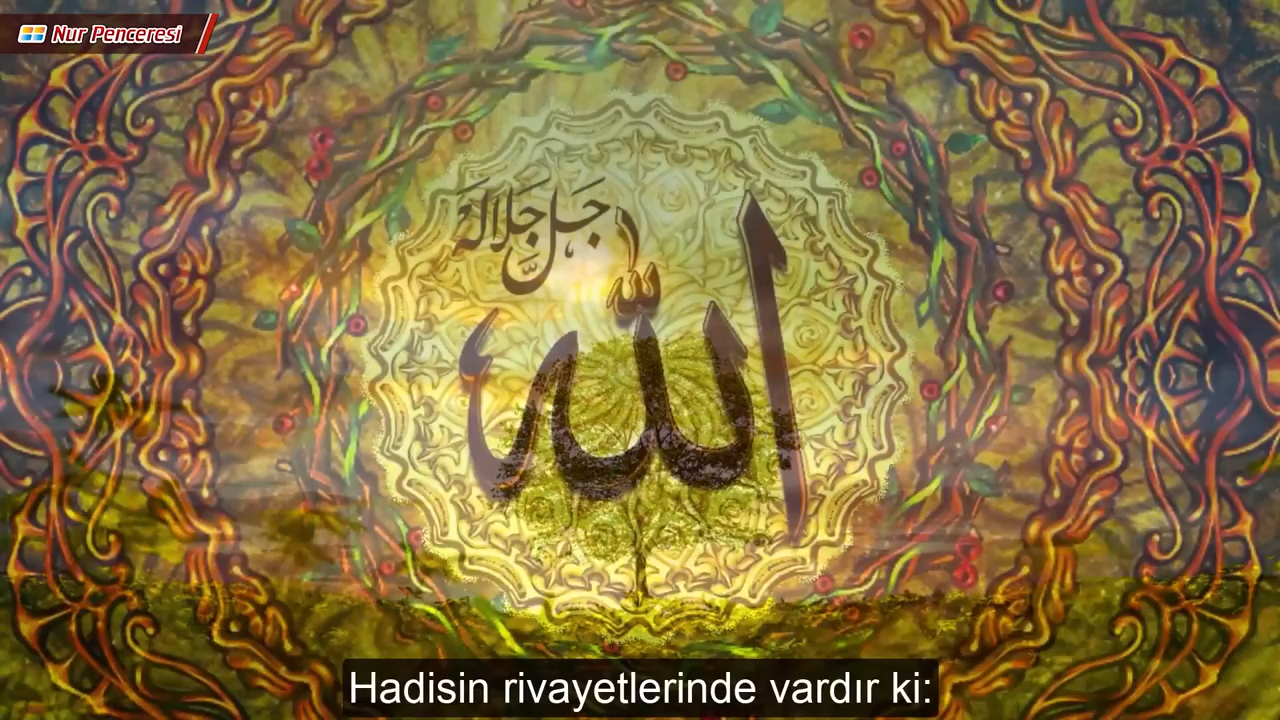 Nur Penceresi
جل جلاله
الله
Hadisin rivayetlerinde vardır ki: